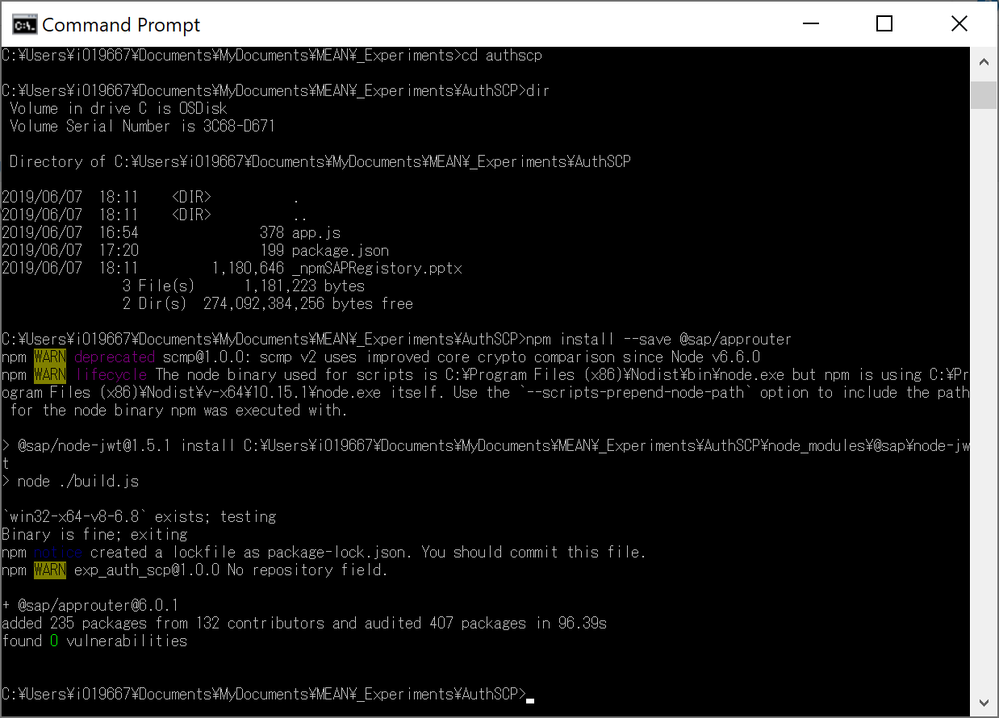 Command Prompt
C:¥Users¥i019667¥Documents¥MyDocuments¥MEAN¥_Experiments>cd authscp
C:¥Users¥i019667¥Documents¥MyDocuments¥MEAN¥_Experiments¥AuthSCP>dir
Volume in drive C is OSDisk
Volume Serial Number is 3C68-D671
Directory of C:¥Users¥i019667¥Documents¥MyDocuments¥MEAN¥_Experiments¥AuthSCP
2019/06/07 18:11 <DIR> .
2019/06/07 18:11 <DIR> ..
2019/06/07 16:54 378 app.js
2019/06/07 17:20 199 package.json
2019/06/07 18:11 1,180,646 _npmSAPRegistory.pptx
3 File(s) 1,181,223 bytes
2 Dir(s) 274,092,384,256 bytes free
C:¥Users¥i019667¥Documents¥MyDocuments¥MEAN¥_Experiments¥AuthSCP>npm install --save @sap/approuter
npm WARN deprecated scmp@1.0.0: scmp v2 uses improved core crypto comparison since Node v6.6.0
npm WARN lifecycle The node binary used for scripts is C:¥Program Files (x86)¥Nodist¥bin¥node.exe but npm is using C:¥Pr
ogram Files (x86)¥Nodist¥v-x64¥10.15.1¥node.exe itself. Use the `--scripts-prepend-node-path` option to include the path
for the node binary npm was executed with.
> @sap/node-jwt@1.5.1 install C:¥Users¥i019667¥Documents¥MyDocuments¥MEAN¥_Experiments¥AuthSCP¥node_modules¥@sap¥node-jw
t
> node ./build.js
`win32-x64-v8-6.8` exists; testing
Binary is fine; exiting
npm notice created a lockfile as package-lock.json. You should commit this file.
npm WARN exp_auth_scp@1.0.0 No repository field.
+ @sap/approuter@6.0.1
added 235 packages from 132 contributors and audited 407 packages in 96.39s
found 0 vulnerabilities
C:¥Users¥i019667¥Documents¥MyDocuments¥MEAN¥_Experiments¥AuthSCP>